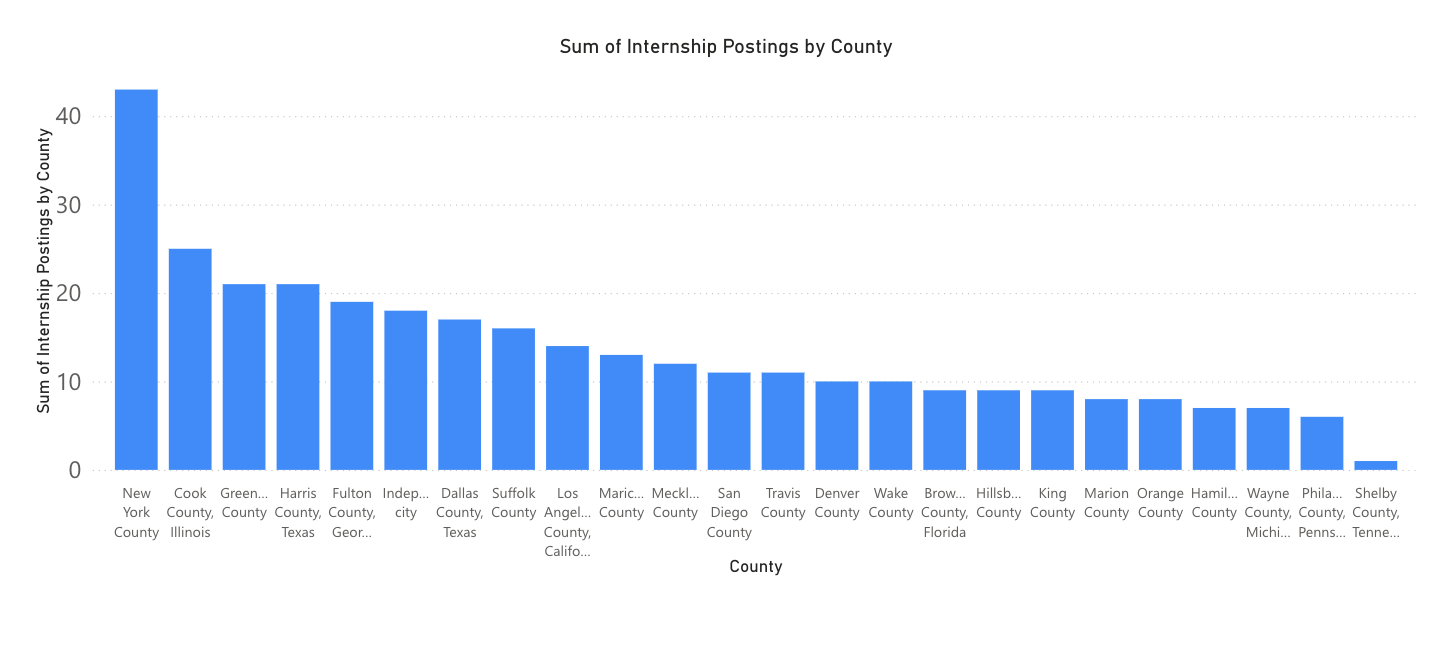 Sum of Internship Postings by County
Sum of Internship Postings by County
40
30
20
10
0
New York County
Cook County, Illinois
Green... County
Harris County, Texas
Fulton County, Geor...
Indep... city
Dallas County, Texas
Suffolk County
Los Angel... County, Califo...
Maric... County
Meckl... County
San Diego County
Travis County
Denver County
Wake County
Brow... County, Florida
Hillsb... County
King County
Marion County
Orange County
Hamil... County
Wayne County, Michi...
Phila... County, Penns...
Shelby County, Tenne...
County